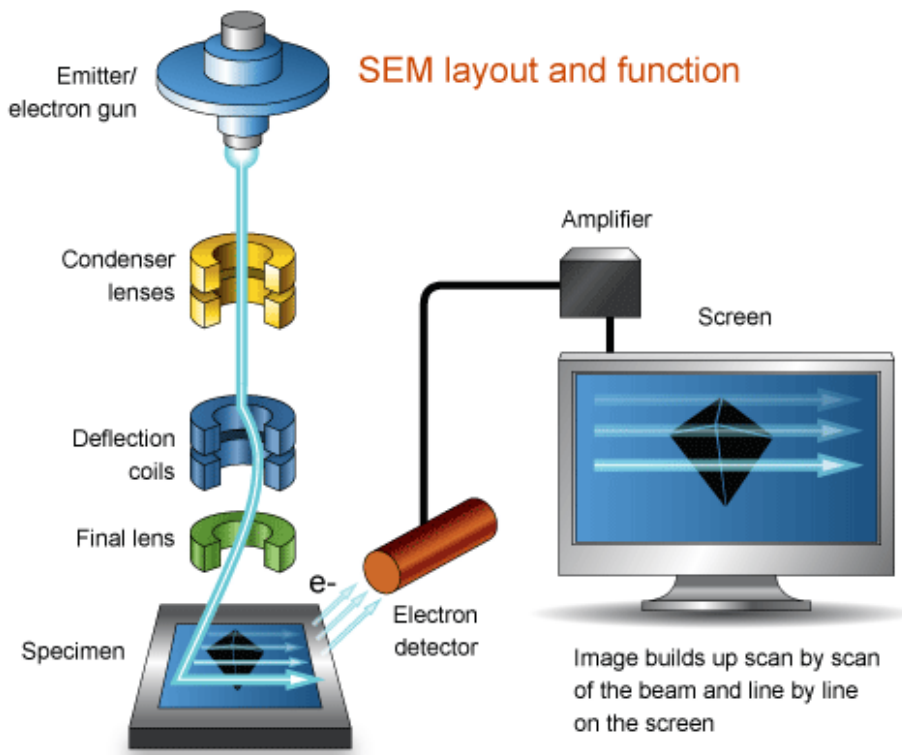 SEM layout and function
Emitter/
electron gun
Condenser
lenses
Deflection
coils
Final lens
Specimen
e-
Electron
detector
Amplifier
Screen
Image builds up scan by scan
of the beam and line by line
on the screen